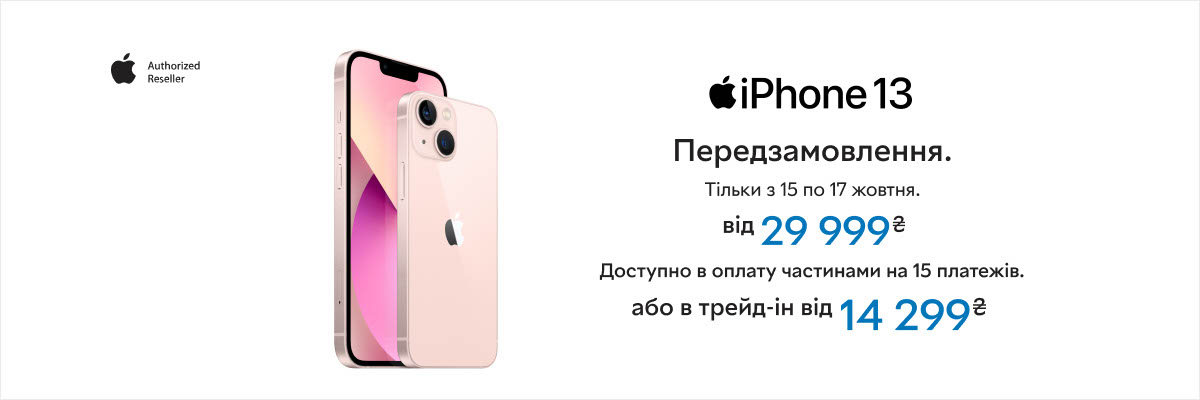 Authorized
Reseller
iPhone 13
Передзамовлення.
Тільки з 15 по 17 жовтня.
від 29 999₴
Доступно в оплату частинами на 15 платежів.
або в трейд-ін від 14 299₴